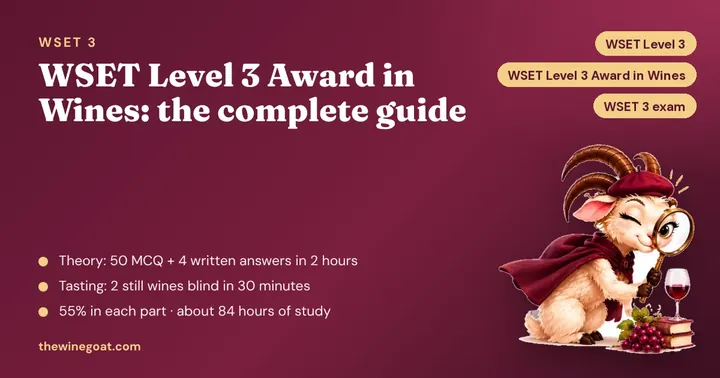 WSET 3
WSET Level 3 Award in
Wines: the complete guide
WSET Level 3
WSET Level 3 Award in Wines
WSET 3 exam
Theory: 50 MCQ + 4 written answers in 2 hours
Tasting: 2 still wines blind in 30 minutes
55% in each part · about 84 hours of study
thewinegoat.com